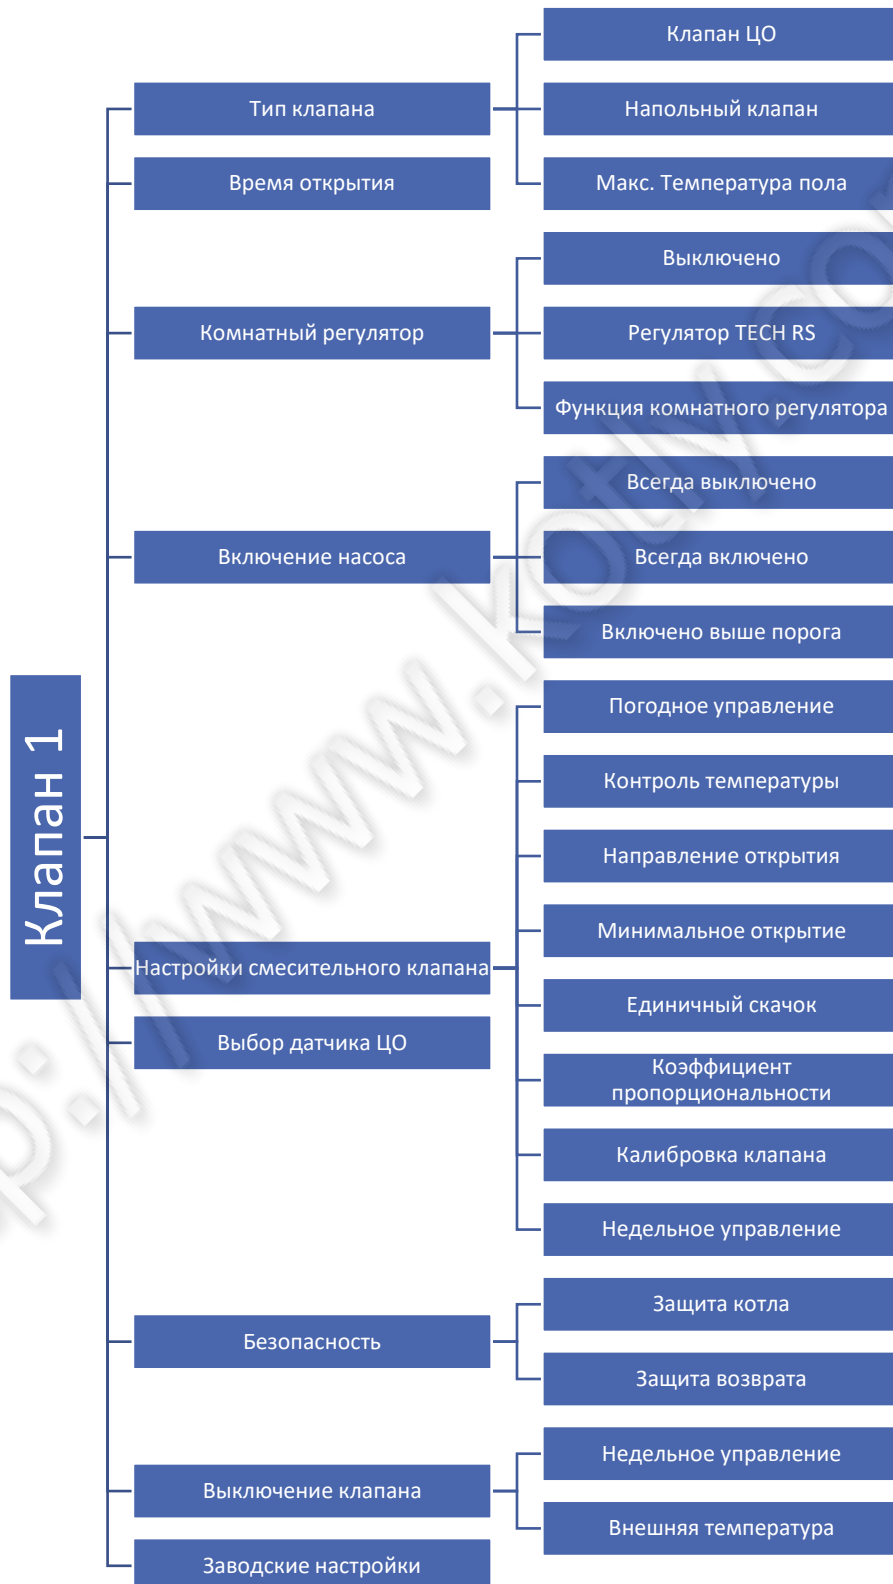 Клапан 1
Тип клапана
Клапан ЦО
Напольный клапан
Макс. Температура пола
Время открытия
Комнатный регулятор
Выключено
Регулятор TECH RS
Функция комнатного регулятора
Включение насоса
Всегда выключено
Всегда включено
Включено выше порога
Настройки смесительного клапана
Погодное управление
Контроль температуры
Направление открытия
Минимальное открытие
Единичный скачок
Коэффициент
пропорциональности
Калибровка клапана
Недельное управление
Выбор датчика ЦО
Безопасность
Защита котла
Защита возврата
Выключение клапана
Недельное управление
Внешняя температура
Заводские настройки
p://www.kotly.co